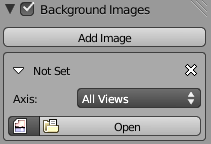 Background Images
Add Image
Not Set
Axis: All Views
Open